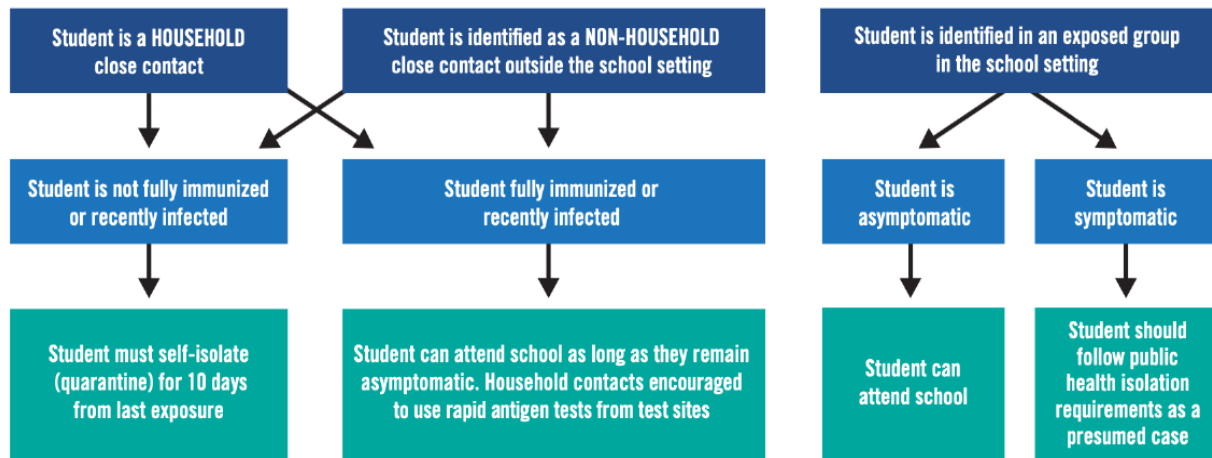 Student is a HOUSEHOLD
close contact
Student is identified as a NON-HOUSEHOLD
close contact outside the school setting
Student is identified in an exposed group
in the school setting
Student is not fully immunized
or recently infected
Student fully immunized or
recently infected
Student is
asymptomatic
Student is
symptomatic
Student must self-isolate
(quarantine) for 10 days
from last exposure
Student can attend school as long as they remain
asymptomatic. Household contacts encouraged
to use rapid antigen tests from test sites
Student can
attend school
Student should
follow public
health isolation
requirements as a
presumed case